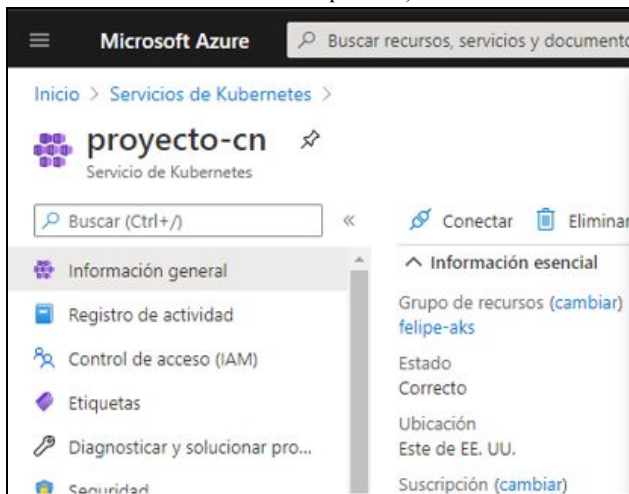 Microsoft Azure
Buscar recursos, servicios y documento
Inicio > Servicios de Kubernetes >
proyecto-cn
Servicio de Kubernetes
Buscar (Ctrl+/)
«
Conectar
Eliminar
Información general
Registro de actividad
Control de acceso (IAM)
Etiquetas
Diagnosticar y solucionar pro...
Seguridad
Información esencial
Grupo de recursos (cambiar)
felipe-aks
Estado
Correcto
Ubicación
Este de EE. UU.
Suscripción (cambiar)